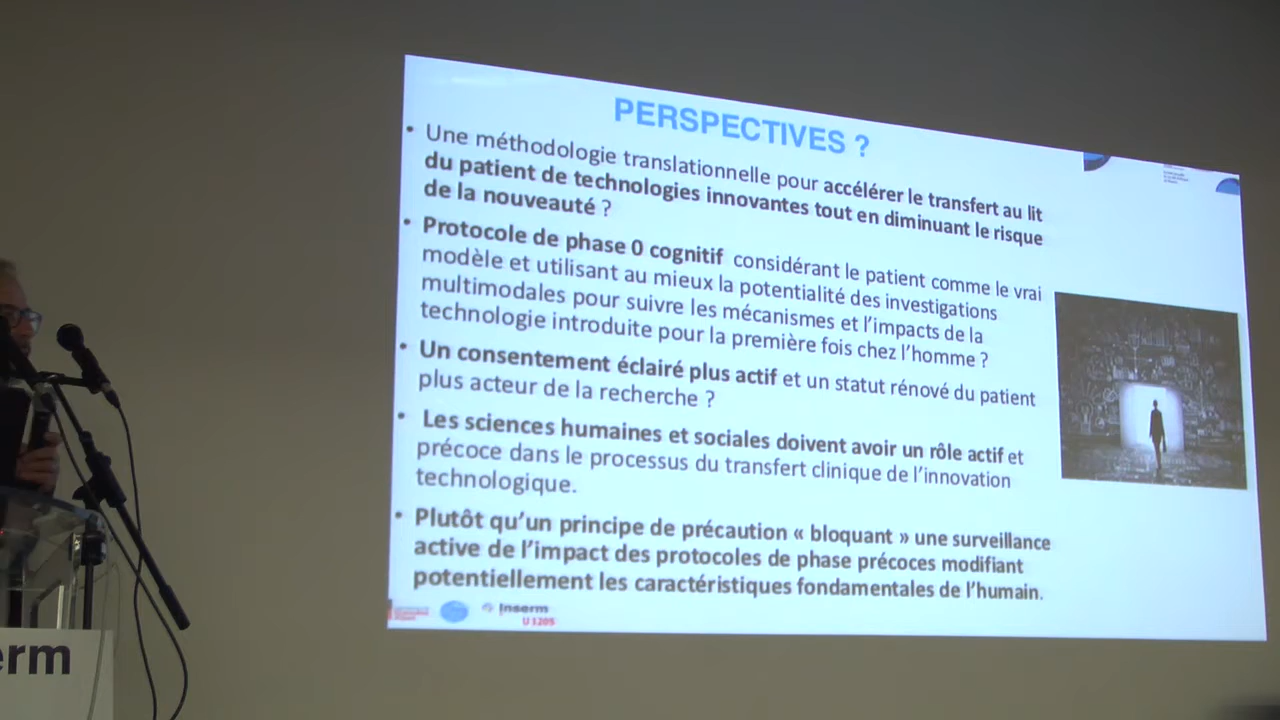 PERSPECTIVES ?
• Une méthodologie translationnelle pour accélérer le transfert au lit
du patient de technologies innovantes tout en diminuant le risque
de la nouveauté ?
• Protocole de phase 0 cognitif considérant le patient comme le vrai
modèle et utilisant au mieux la potentialité des investigations
multimodales pour suivre les mécanismes et l'impacts de la
technologie introduite pour la première fois chez l'homme ?
• Un consentement éclairé plus actif et un statut rénové du patient
plus acteur de la recherche ?
• Les sciences humaines et sociales doivent avoir un rôle actif et
précoce dans le processus du transfert clinique de l'innovation
technologique.
• Plutôt qu'un principe de précaution « bloquant » une surveillance
active de l'impact des protocoles de phase précoces modifiant
potentiellement les caractéristiques fondamentales de l'humain.
Inserm
U 1205
erm